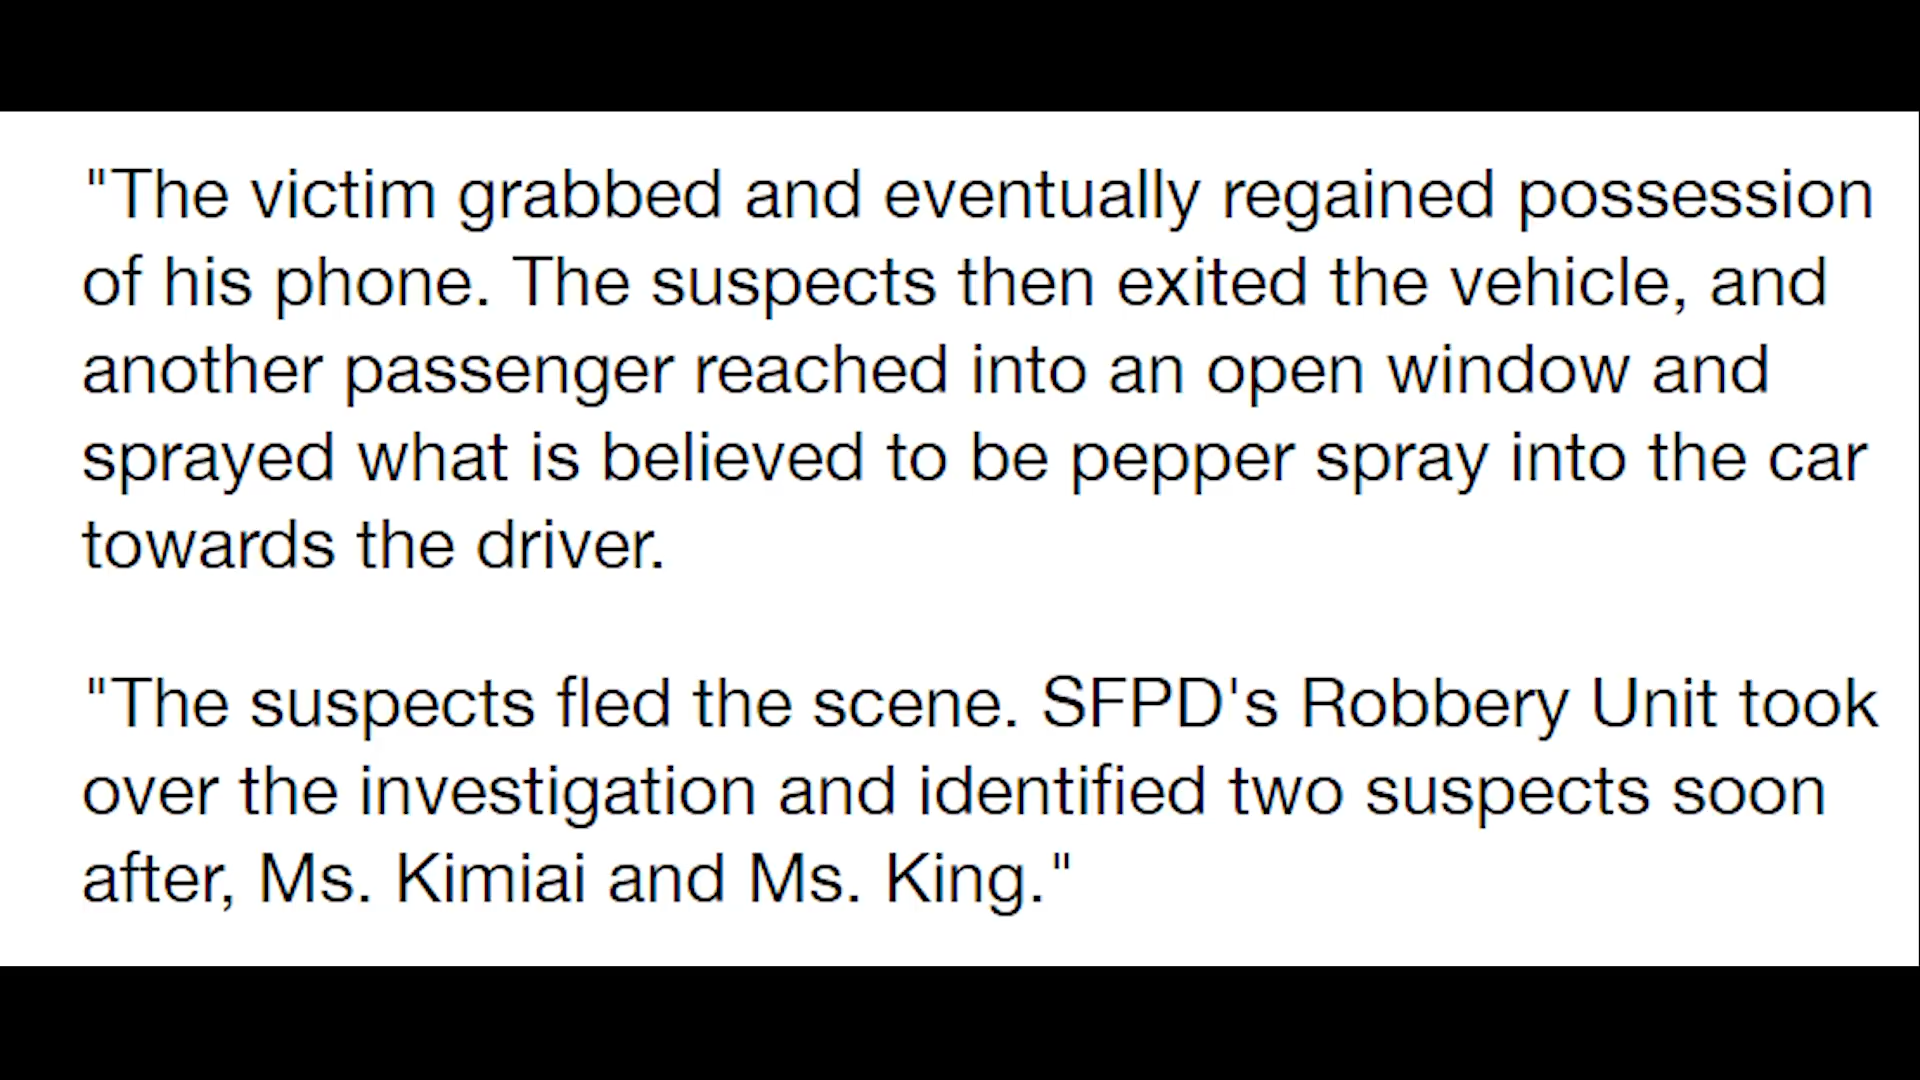 "The victim grabbed and eventually regained possession
of his phone. The suspects then exited the vehicle, and
another passenger reached into an open window and
sprayed what is believed to be pepper spray into the car
towards the driver.
"The suspects fled the scene. SFPD's Robbery Unit took
over the investigation and identified two suspects soon
after, Ms. Kimiai and Ms. King."